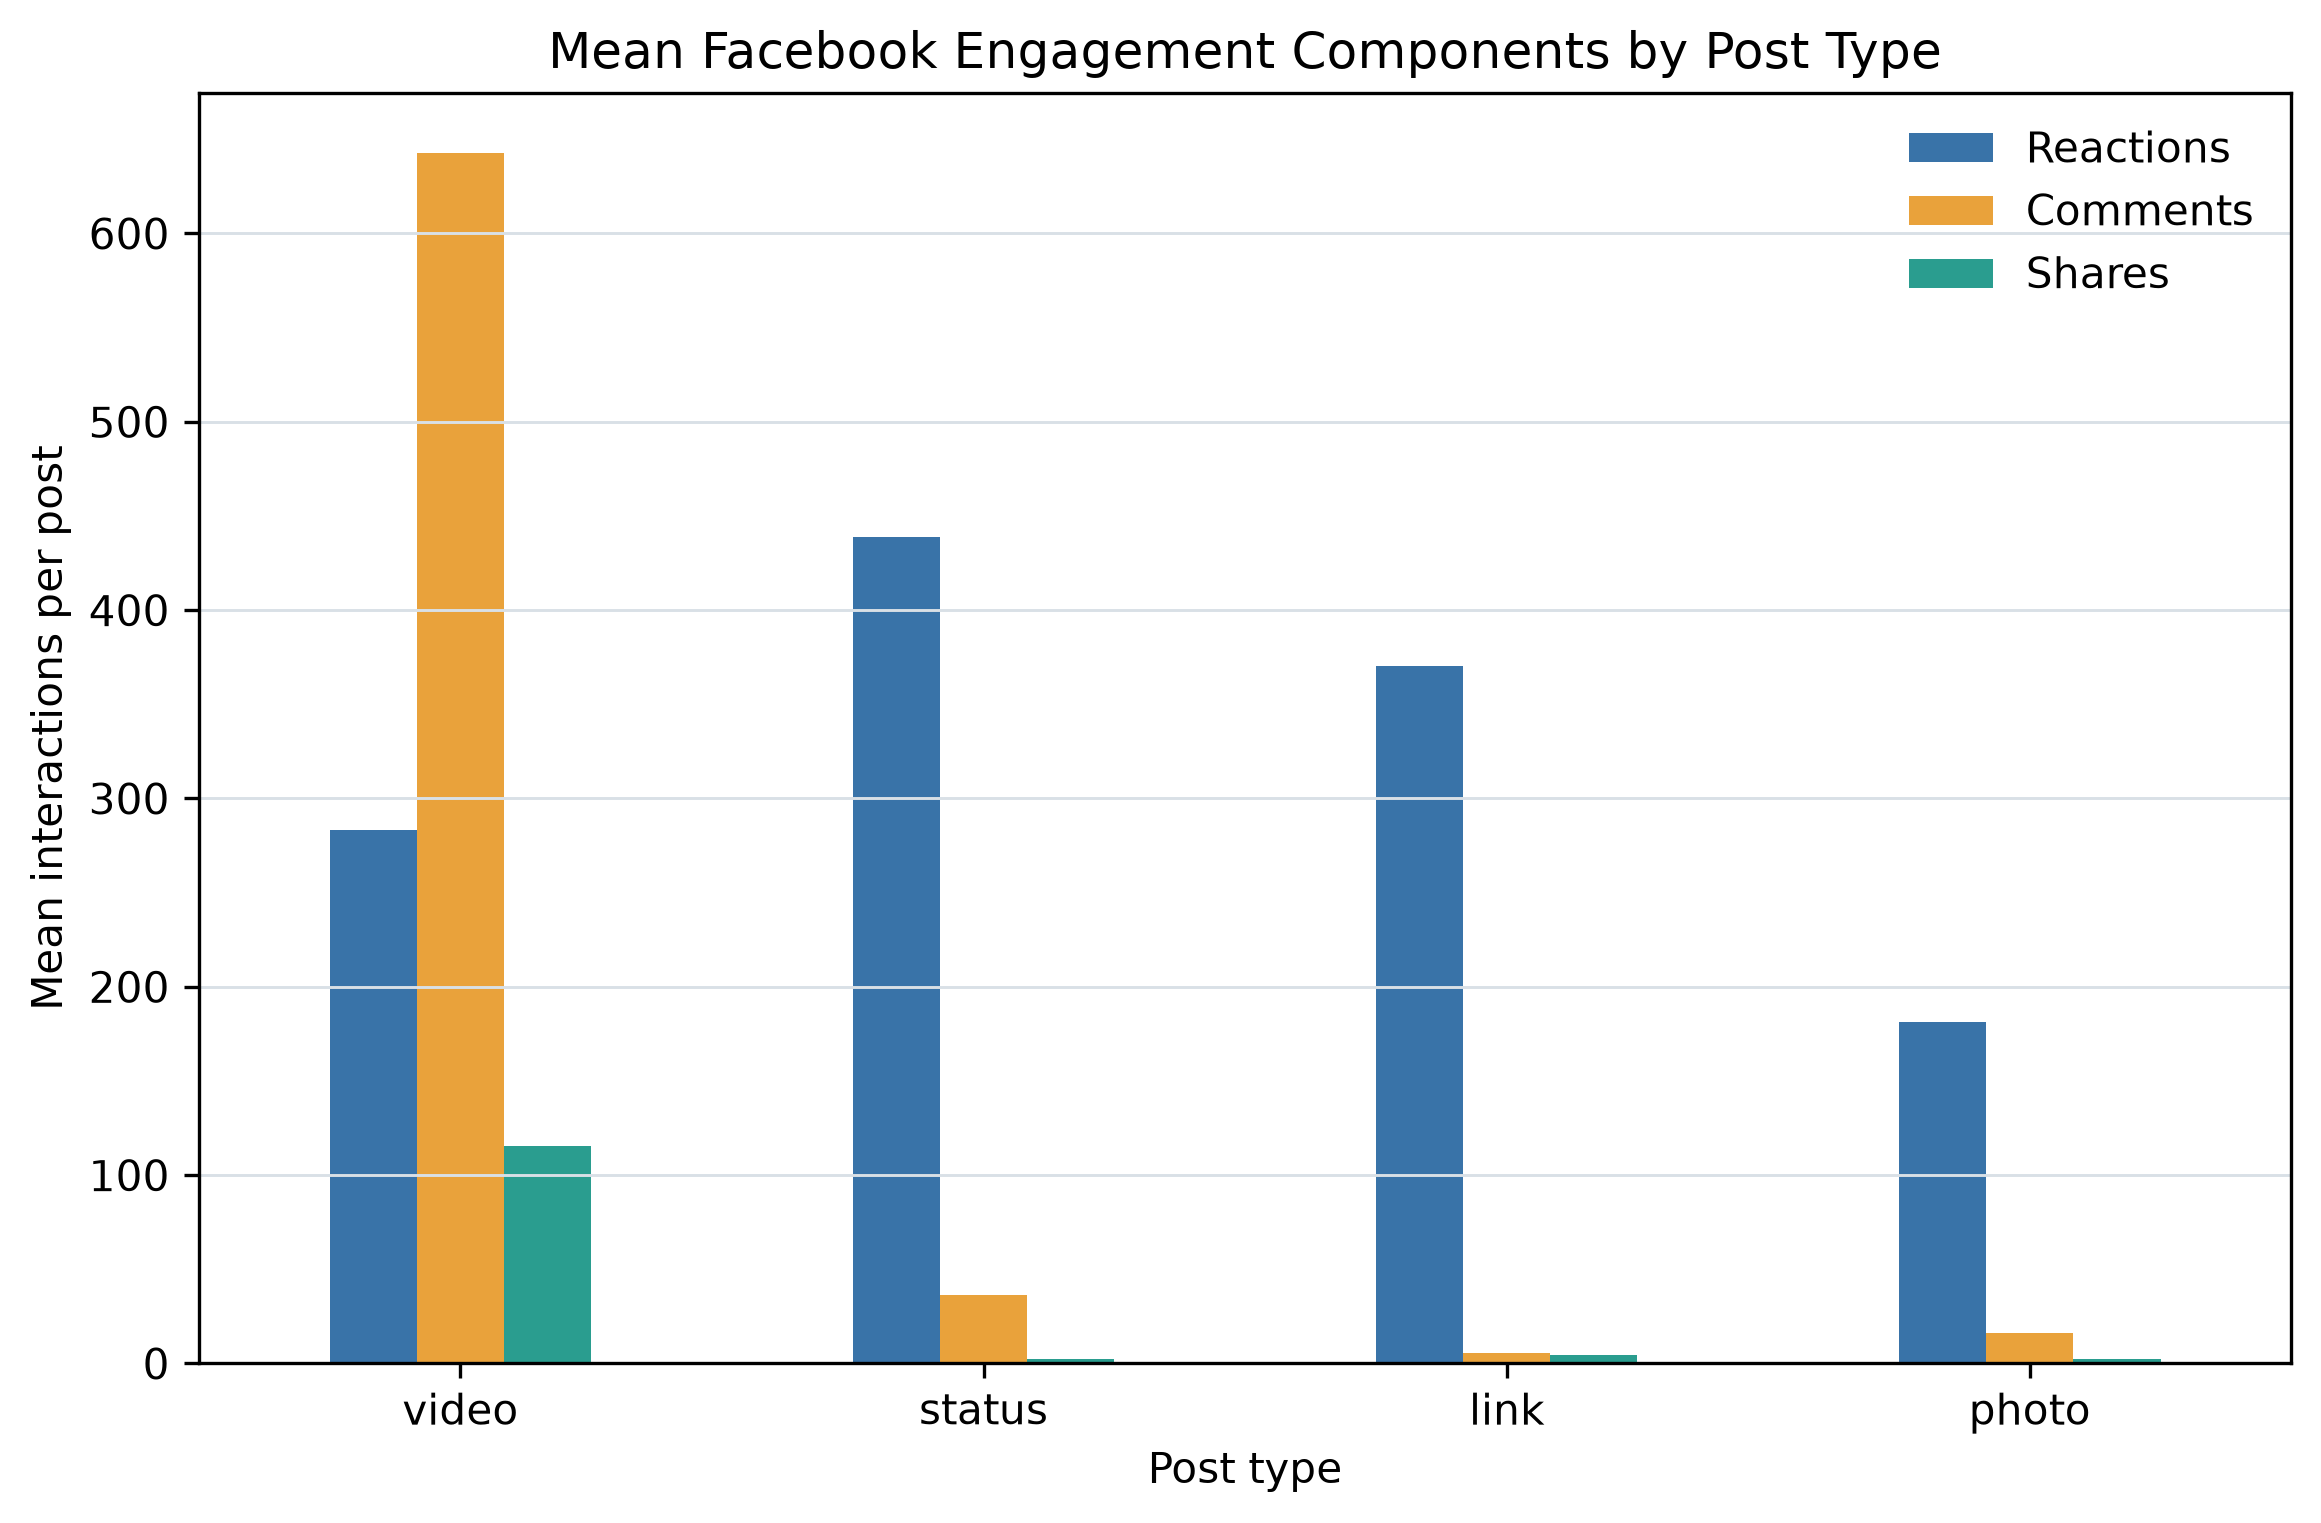 Mean Facebook Engagement Components by Post Type
Reactions
Comments
Shares
Mean interactions per post
600
500
400
300
200
100
0
video
status
link
photo
Post type